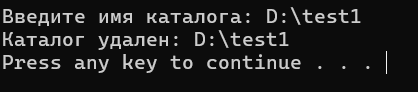 Введите имя каталога: D:\test1
Каталог удален: D:\test1
Press any key to continue . . .